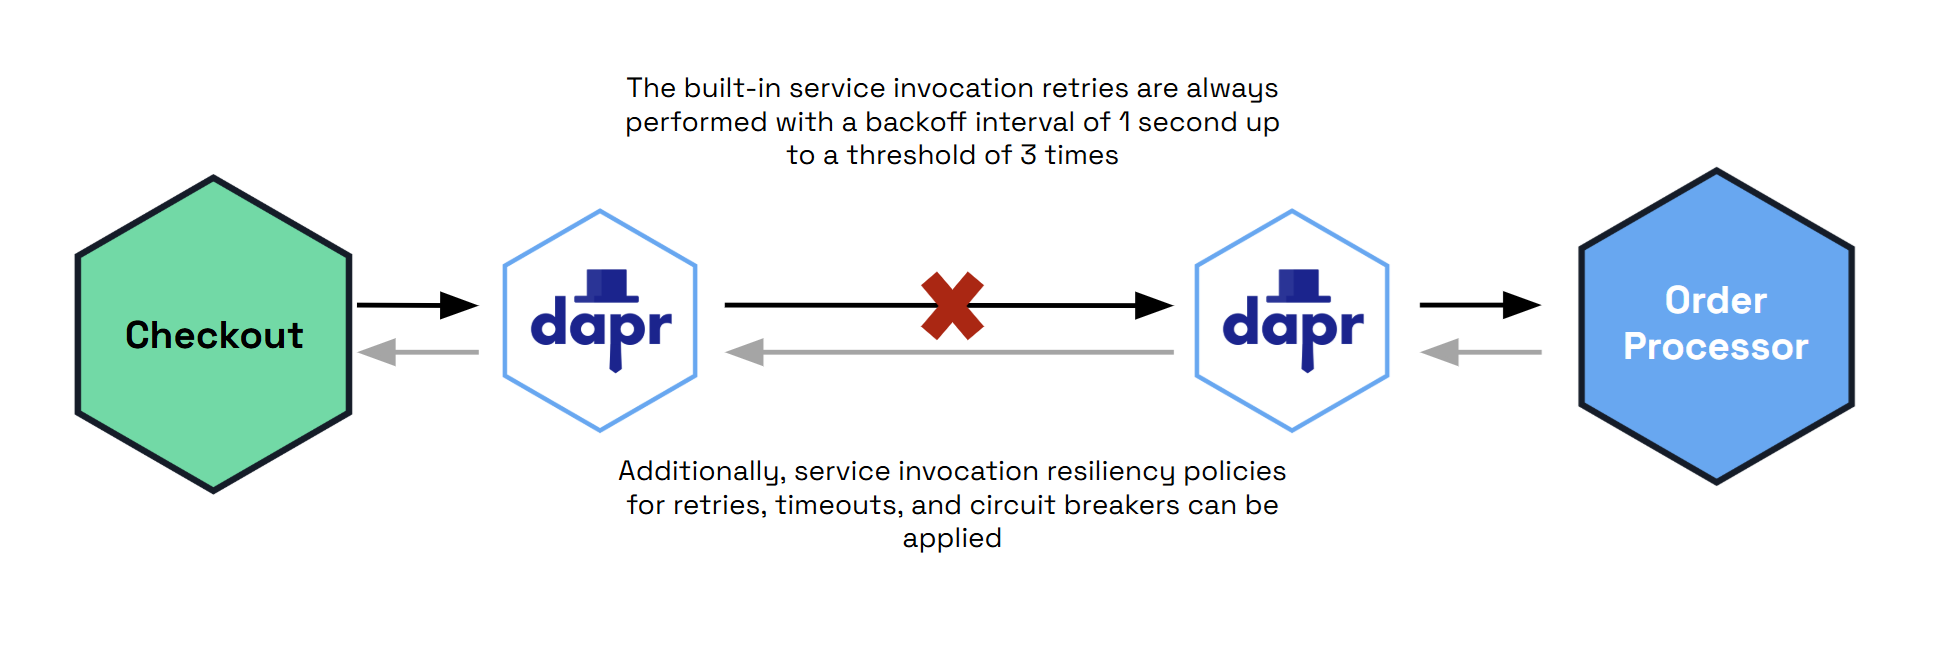 The built-in service invocation retries are always
performed with a backoff interval of 1 second up
to a threshold of 3 times
Checkout
dapr
dapr
Order
Processor
Additionally, service invocation resiliency policies
for retries, timeouts, and circuit breakers can be
applied